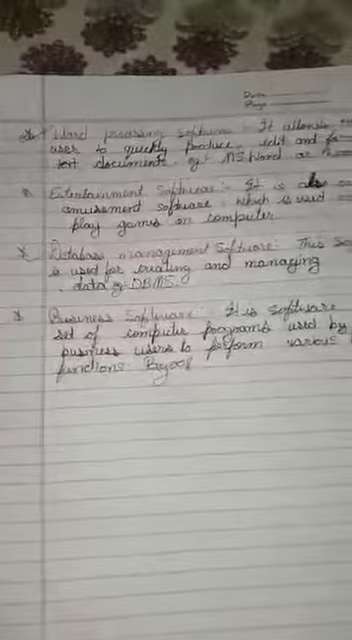 Date
Page
Word processing software :- It allows
user to quickly produce, edit and fo
text documents. eg:- MS Word or
Entertainment Software :- It is
amusement software, which is used
play games on computer
Database management Software:- This So
is used for creating and managing
data eg. DBMS.
Business Software :- It is software
set of computer programs used by
business users to perform various
functions.